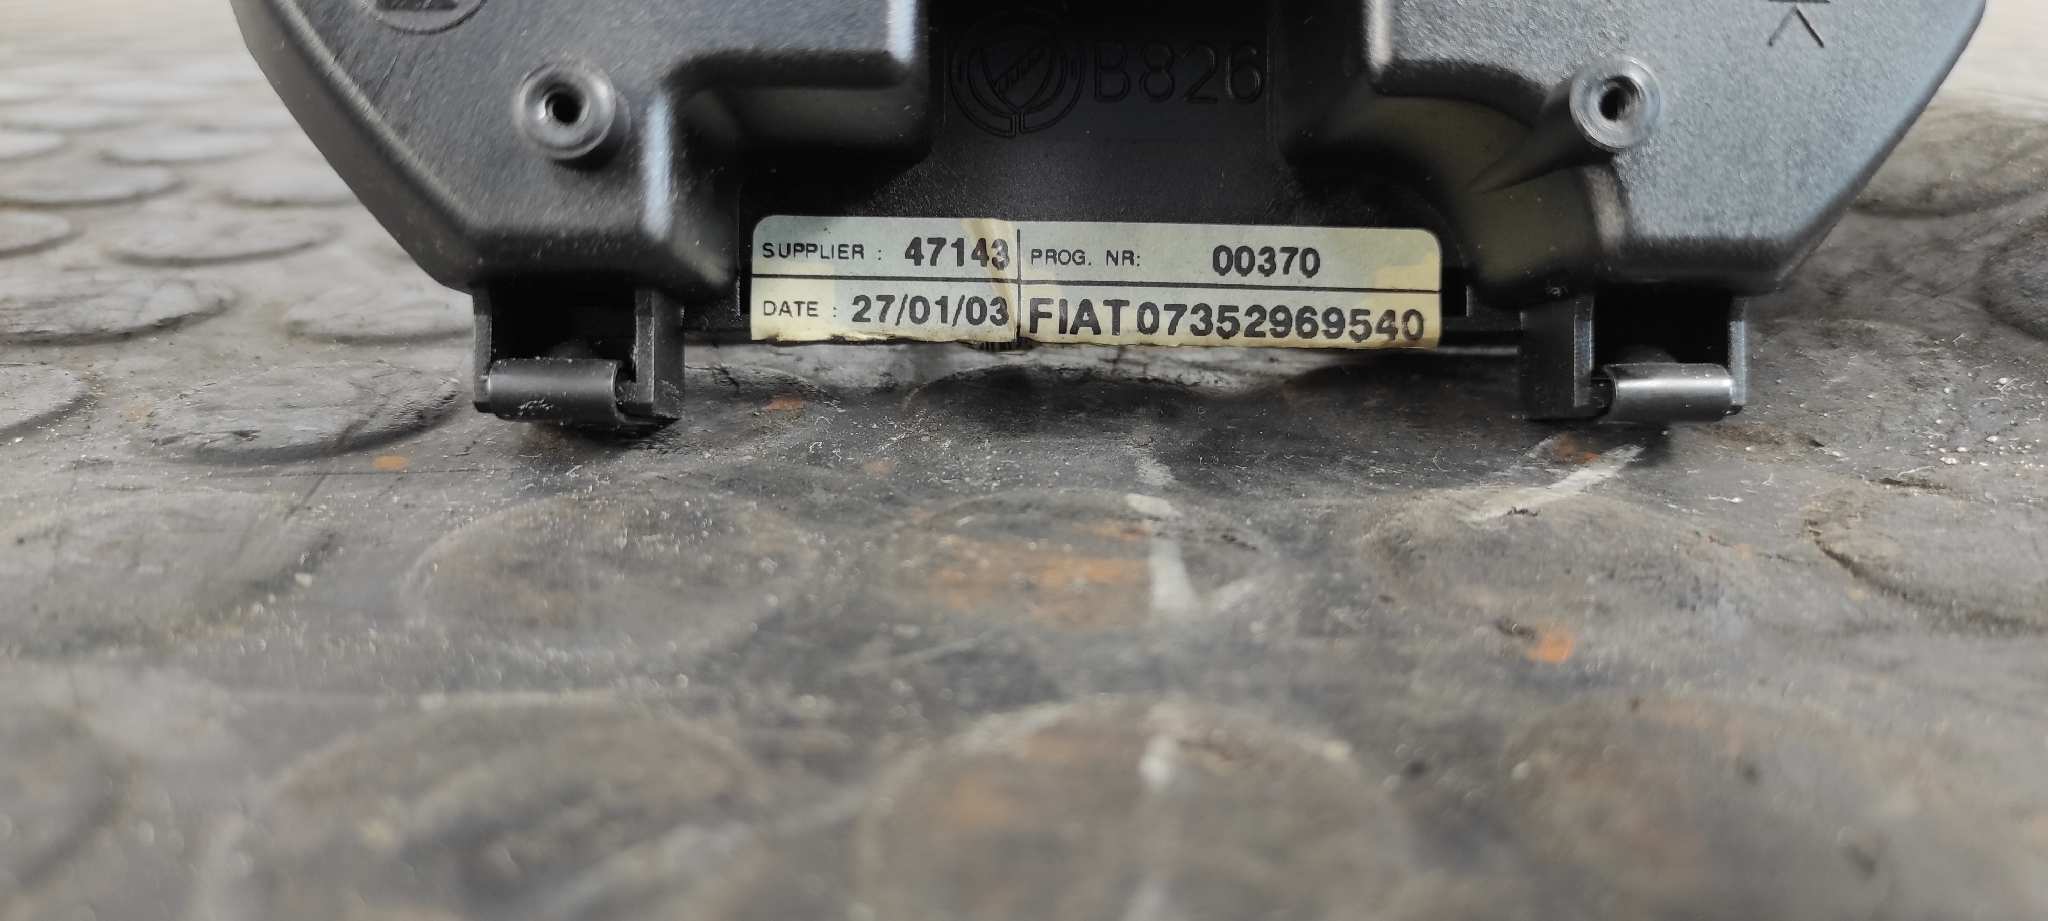 B826
SUPPLIER : 47143 PROG. NR: 00370
DATE : 27/01/03 FIAT 07352969540